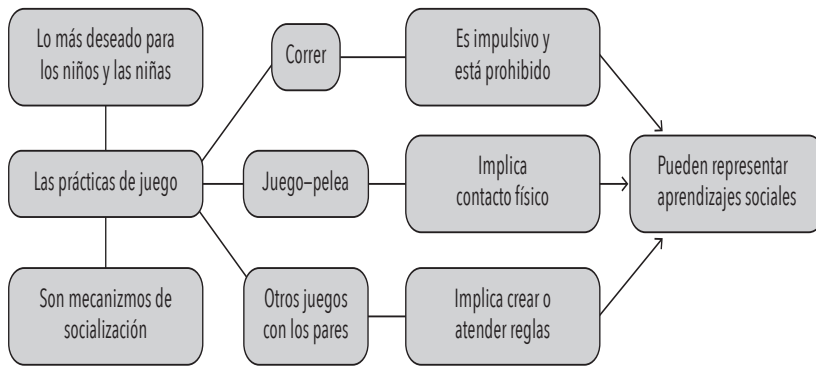 Lo más deseado para
los niños y las niñas
Correr
Es impulsivo y
está prohibido
Las prácticas de juego
Juego–pelea
Implica
contacto físico
Pueden representar
aprendizajes sociales
Son mecanizmos de
socialización
Otros juegos
con los pares
Implica crear o
atender reglas